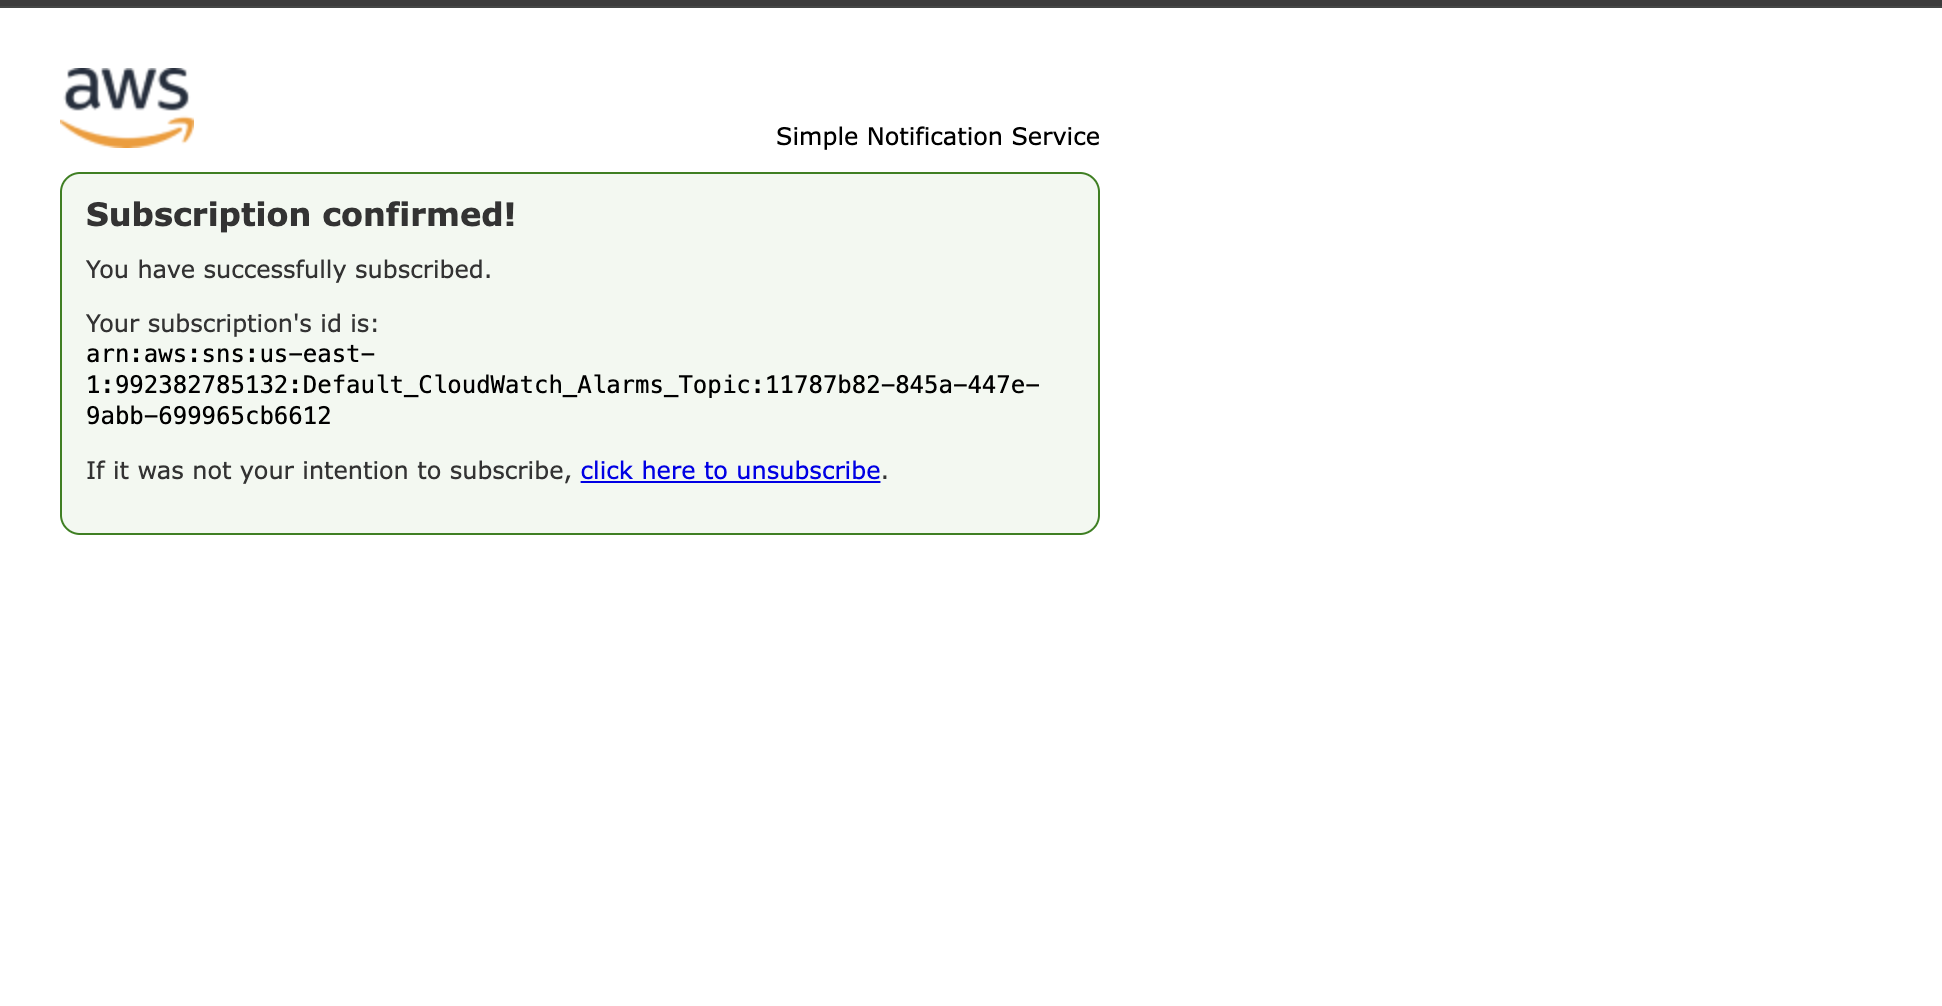 aws
Simple Notification Service
Subscription confirmed!
You have successfully subscribed.
Your subscription's id is:
arn:aws:sns:us-east-
1:992382785132:Default_CloudWatch_Alarms_Topic:11787b82-845a-447e-
9abb-699965cb6612
If it was not your intention to subscribe, click here to unsubscribe.